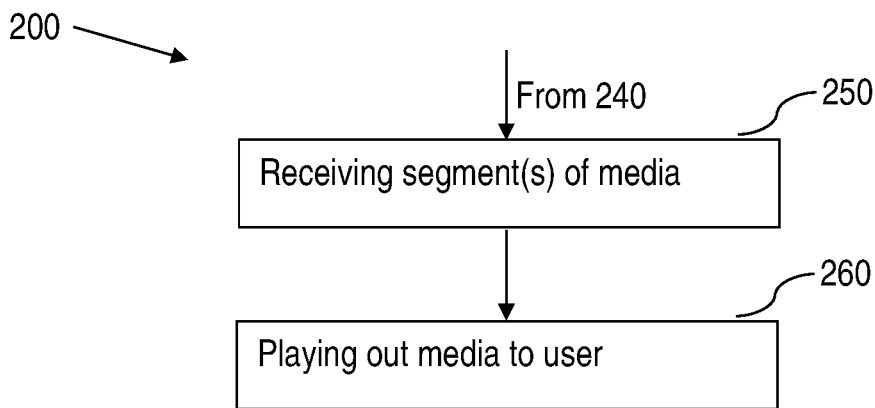 200
From 240
250
Receiving segment(s) of media
260
Playing out media to user